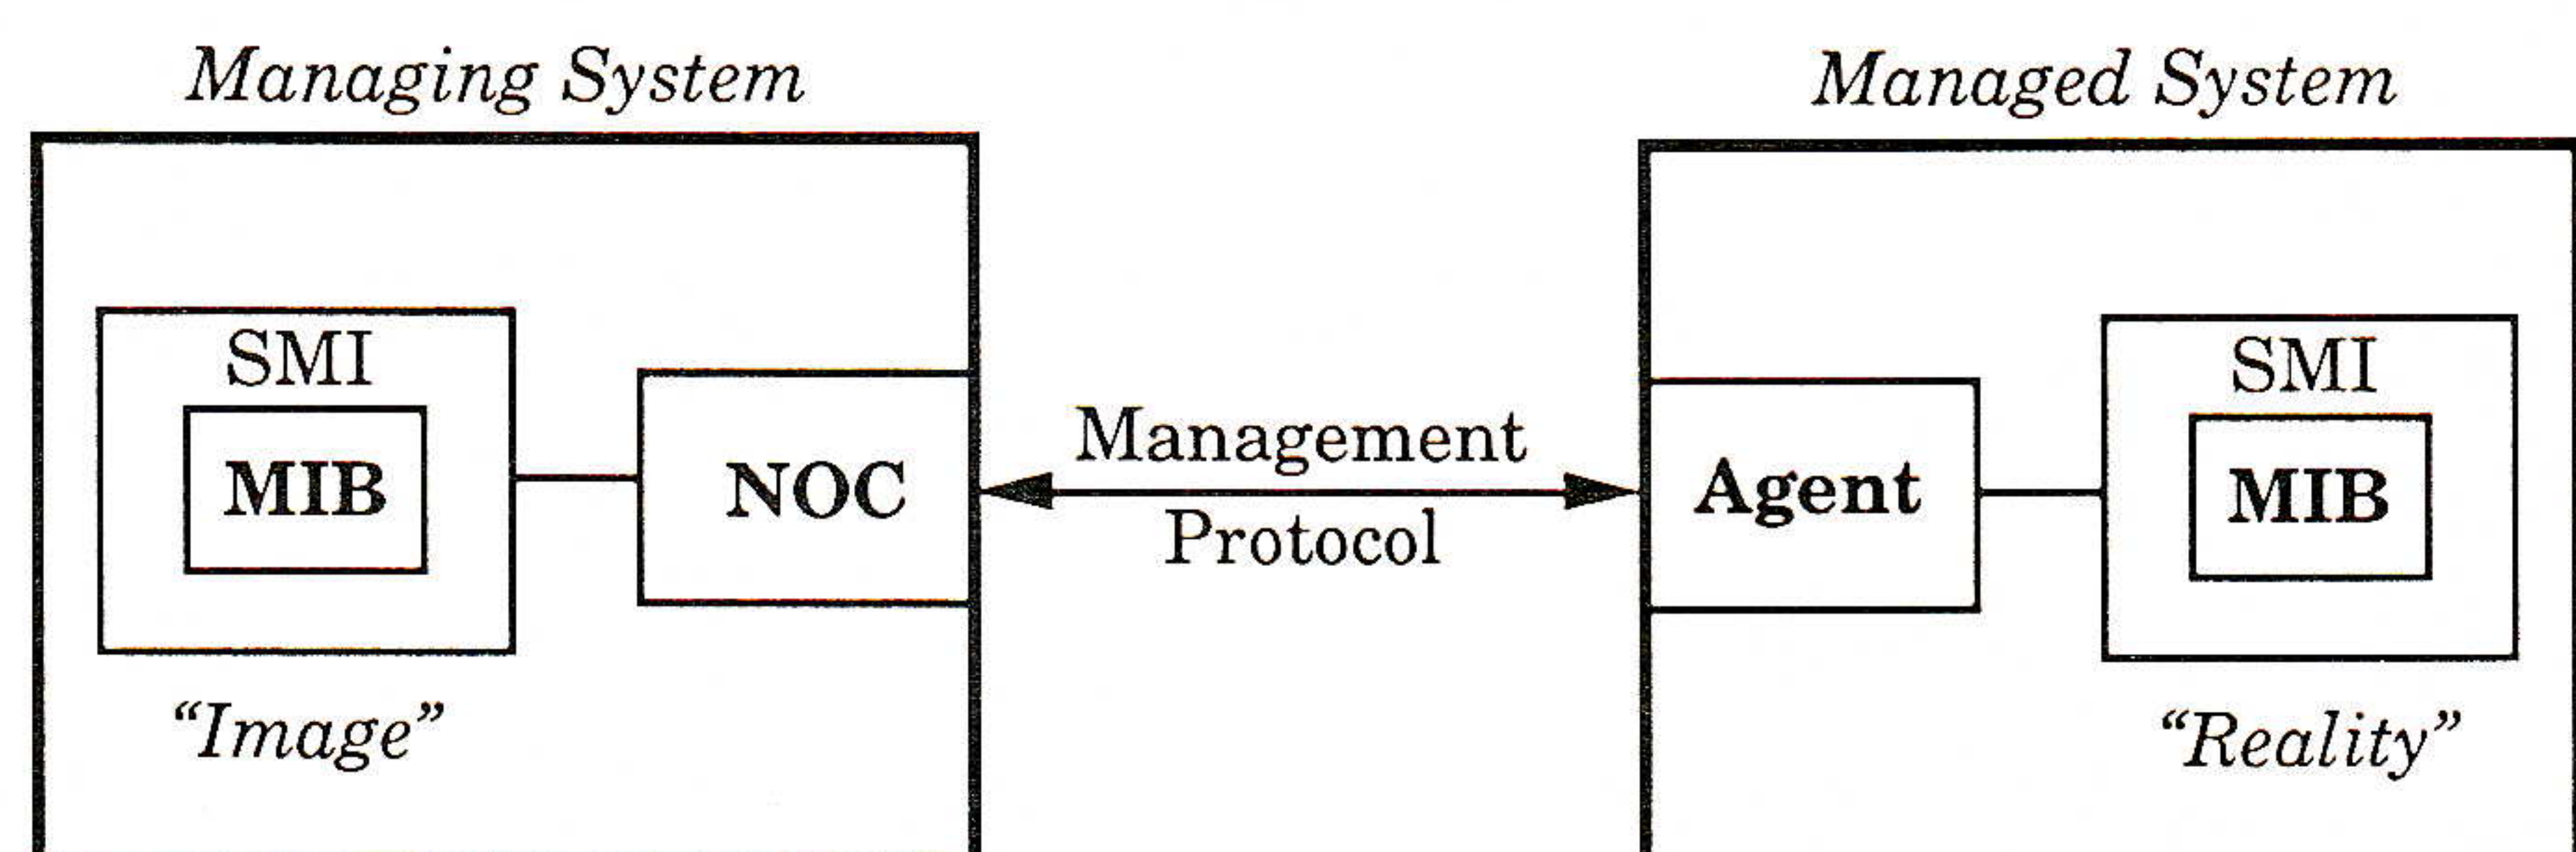 Managing System
Managed System
SMI
MIB
NOC
"Image"
Management
Protocol
Agent
SMI
MIB
"Reality"